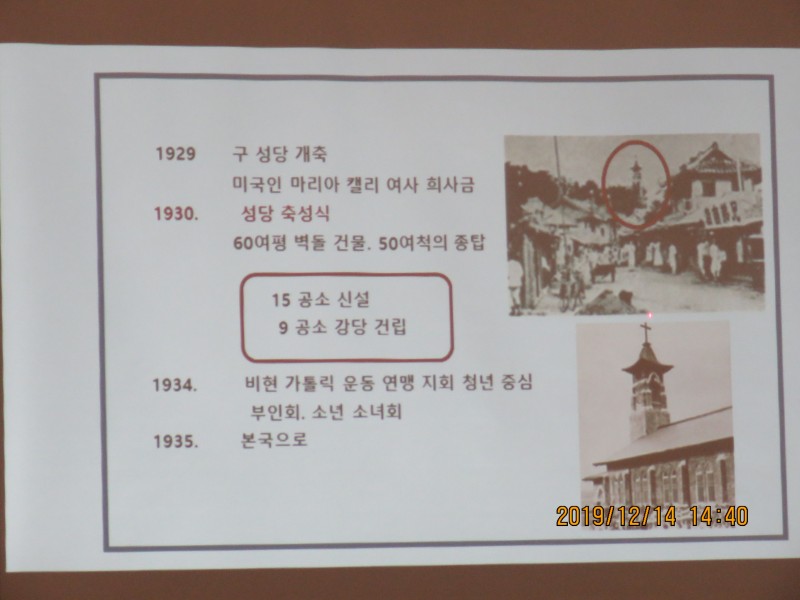 1929 구 성당 개축
미국인 마리아 캘리 여사 희사금
1930. 성당 축성식
60여평 벽돌 건물. 50여척의 종탑
15 공소 신설
9 공소 강당 건립
1934. 비현 가톨릭 운동 연맹 지회 청년 중심
부인회. 소년 소녀회
1935. 본국으로
2019/12/14 14:40